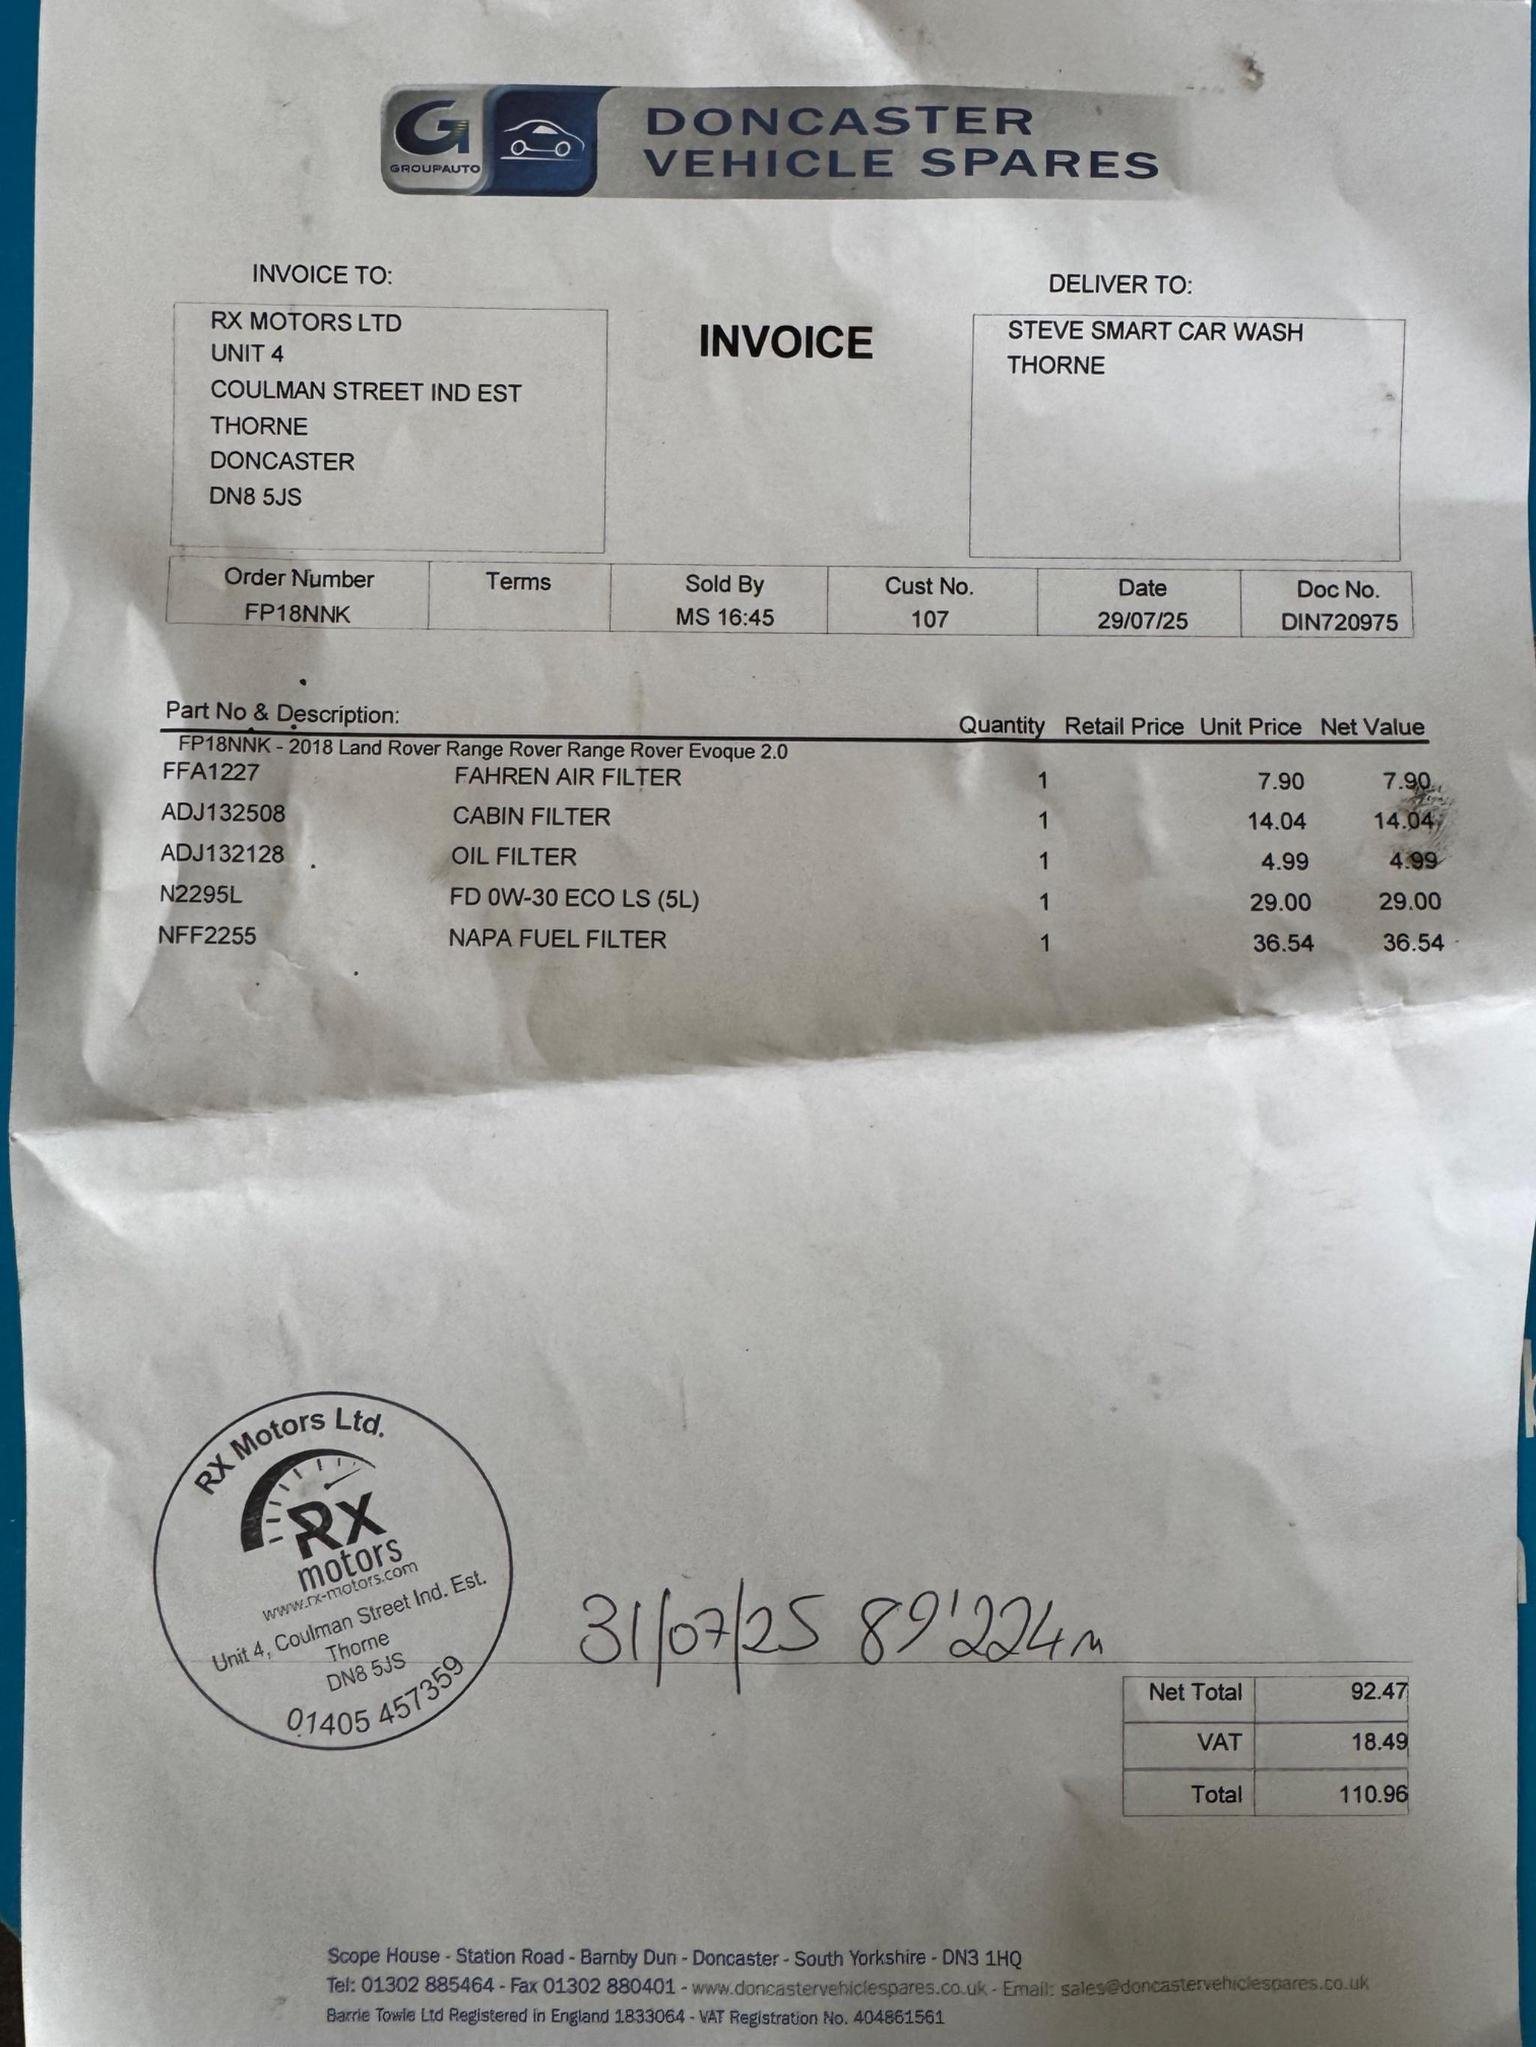 G
GROUPAUTO
DONCASTER
VEHICLE SPARES
INVOICE TO:
RX MOTORS LTD
UNIT 4
COULMAN STREET IND EST
THORNE
DONCASTER
DN8 5JS
INVOICE
DELIVER TO:
STEVE SMART CAR WASH
THORNE
Order Number Terms Sold By Cust No. Date Doc No.
FP18NNK MS 16:45 107 29/07/25 DIN720975
Part No & Description: Quantity Retail Price Unit Price Net Value
FP18NNK - 2018 Land Rover Range Rover Range Rover Evoque 2.0
FFA1227 FAHREN AIR FILTER 1 7.90 7.90
ADJ132508 CABIN FILTER 1 14.04 14.04
ADJ132128 OIL FILTER 1 4.99 4.99
N2295L FD 0W-30 ECO LS (5L) 1 29.00 29.00
NFF2255 NAPA FUEL FILTER 1 36.54 36.54
RX Motors Ltd.
RX
motors
www.rx-motors.com
Unit 4, Coulman Street Ind. Est.
Thorne
DN8 5JS
01405 457359
31/07/25 89'224m
Net Total 92.47
VAT 18.49
Total 110.96
Scope House - Station Road - Barnby Dun - Doncaster - South Yorkshire - DN3 1HQ
Tel: 01302 885464 - Fax 01302 880401 - www.doncastervehiclespares.co.uk - Email: sales@doncastervehiclespares.co.uk
Barrie Towle Ltd Registered in England 1833064 - VAT Registration No. 404861561